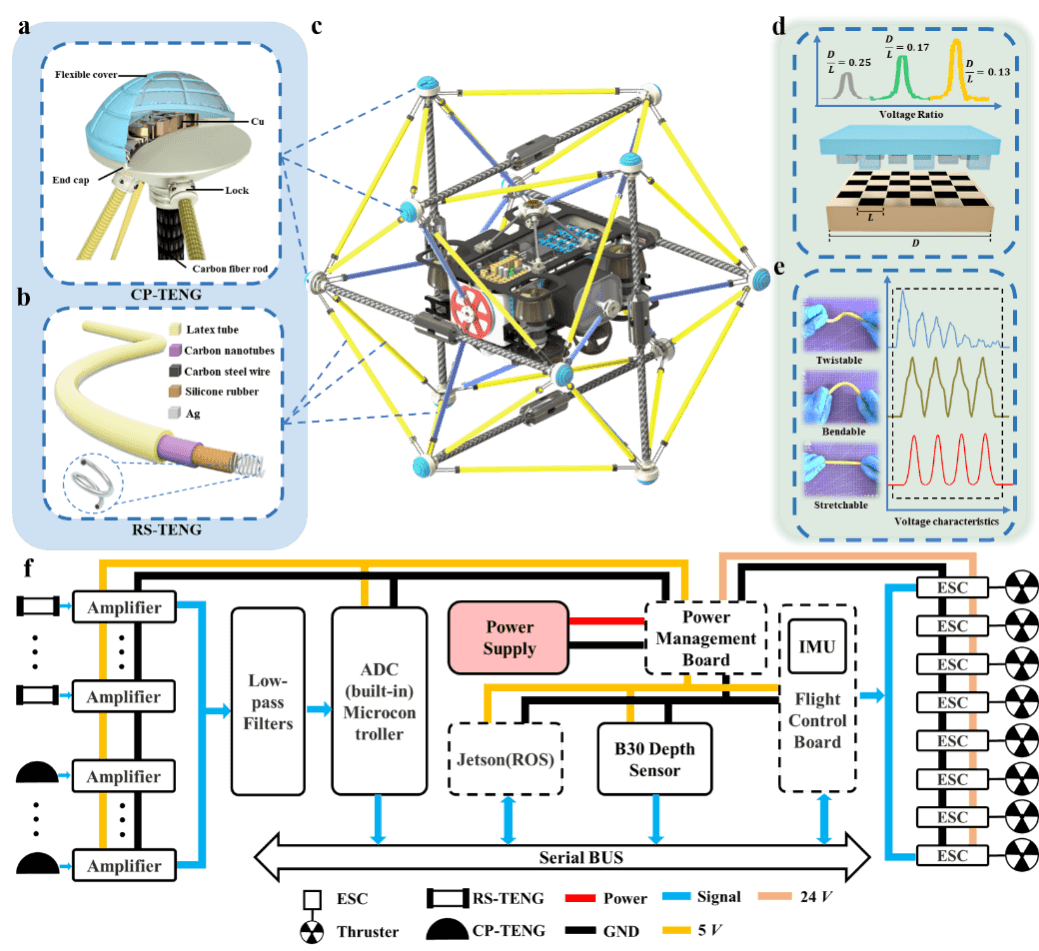 a
Flexible cover
Cu
End cap
Lock
Carbon fiber rod
CP-TENG
b
Latex tube
Carbon nanotubes
Carbon steel wire
Silicone rubber
Ag
RS-TENG
c
d
D/L = 0.25
D/L = 0.17
D/L = 0.13
Voltage Ratio
L
D
e
Twistable
Bendable
Stretchable
Voltage characteristics
f
Amplifier
Amplifier
Amplifier
Amplifier
Low-
pass
Filters
ADC
(built-in)
Microcon
troller
Power
Supply
Power
Management
Board
Jetson(ROS)
B30 Depth
Sensor
IMU
Flight
Control
Board
ESC
ESC
ESC
ESC
ESC
ESC
ESC
ESC
Serial BUS
ESC
RS-TENG
Power
Signal
24 V
Thruster
CP-TENG
GND
5 V